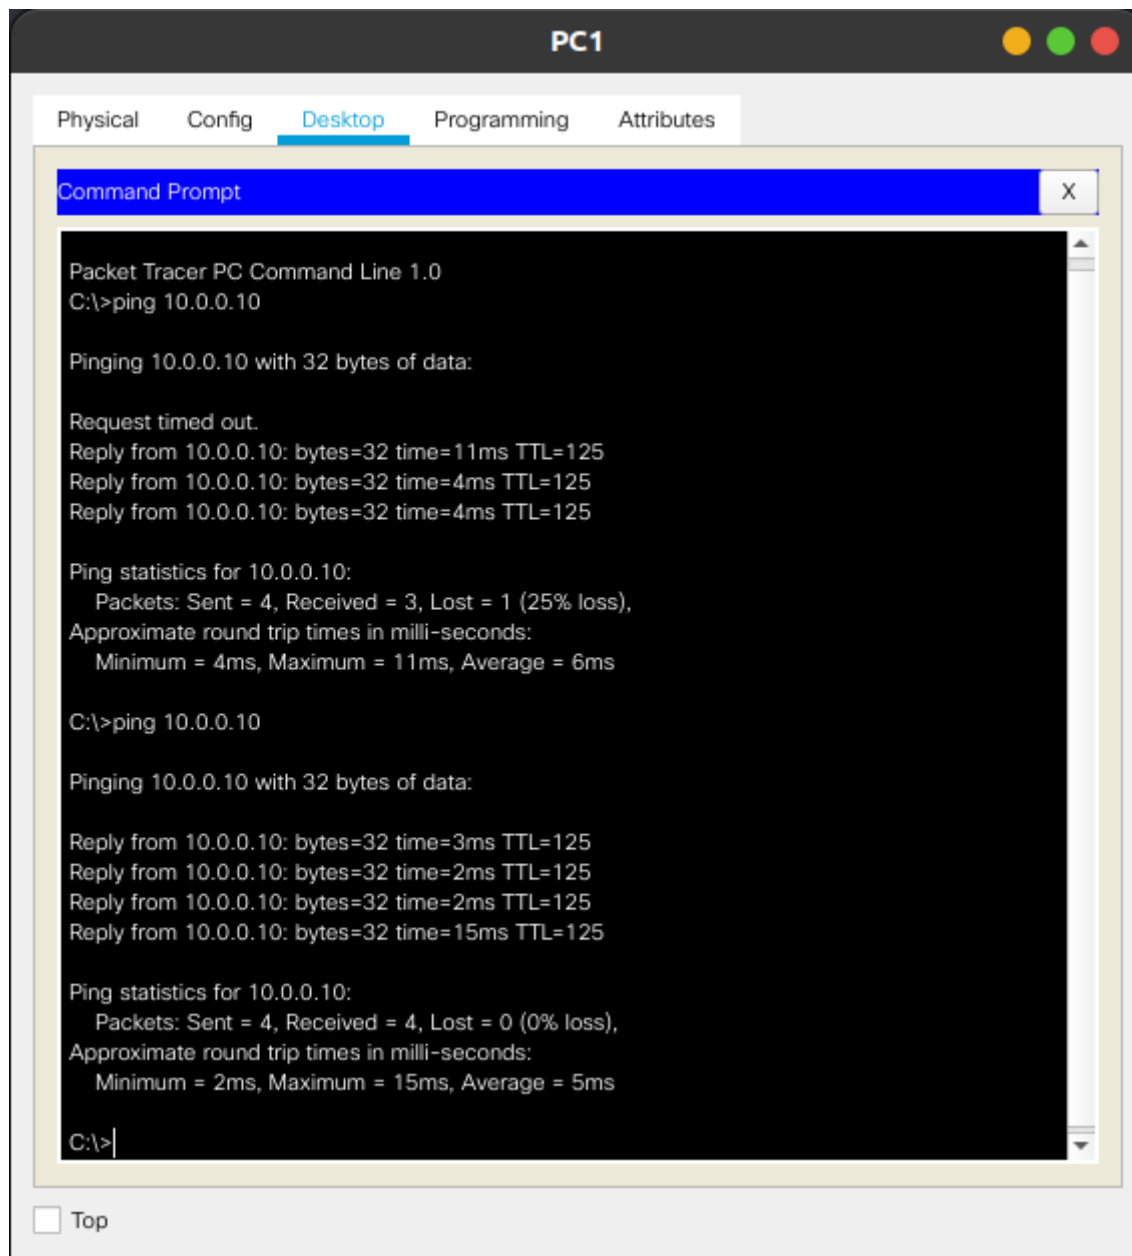 PC1
Physical Config Desktop Programming Attributes
Command Prompt X
Packet Tracer PC Command Line 1.0
C:\>ping 10.0.0.10
Pinging 10.0.0.10 with 32 bytes of data:
Request timed out.
Reply from 10.0.0.10: bytes=32 time=11ms TTL=125
Reply from 10.0.0.10: bytes=32 time=4ms TTL=125
Reply from 10.0.0.10: bytes=32 time=4ms TTL=125
Ping statistics for 10.0.0.10:
Packets: Sent = 4, Received = 3, Lost = 1 (25% loss),
Approximate round trip times in milli-seconds:
Minimum = 4ms, Maximum = 11ms, Average = 6ms
C:\>ping 10.0.0.10
Pinging 10.0.0.10 with 32 bytes of data:
Reply from 10.0.0.10: bytes=32 time=3ms TTL=125
Reply from 10.0.0.10: bytes=32 time=2ms TTL=125
Reply from 10.0.0.10: bytes=32 time=2ms TTL=125
Reply from 10.0.0.10: bytes=32 time=15ms TTL=125
Ping statistics for 10.0.0.10:
Packets: Sent = 4, Received = 4, Lost = 0 (0% loss),
Approximate round trip times in milli-seconds:
Minimum = 2ms, Maximum = 15ms, Average = 5ms
C:\>
Top